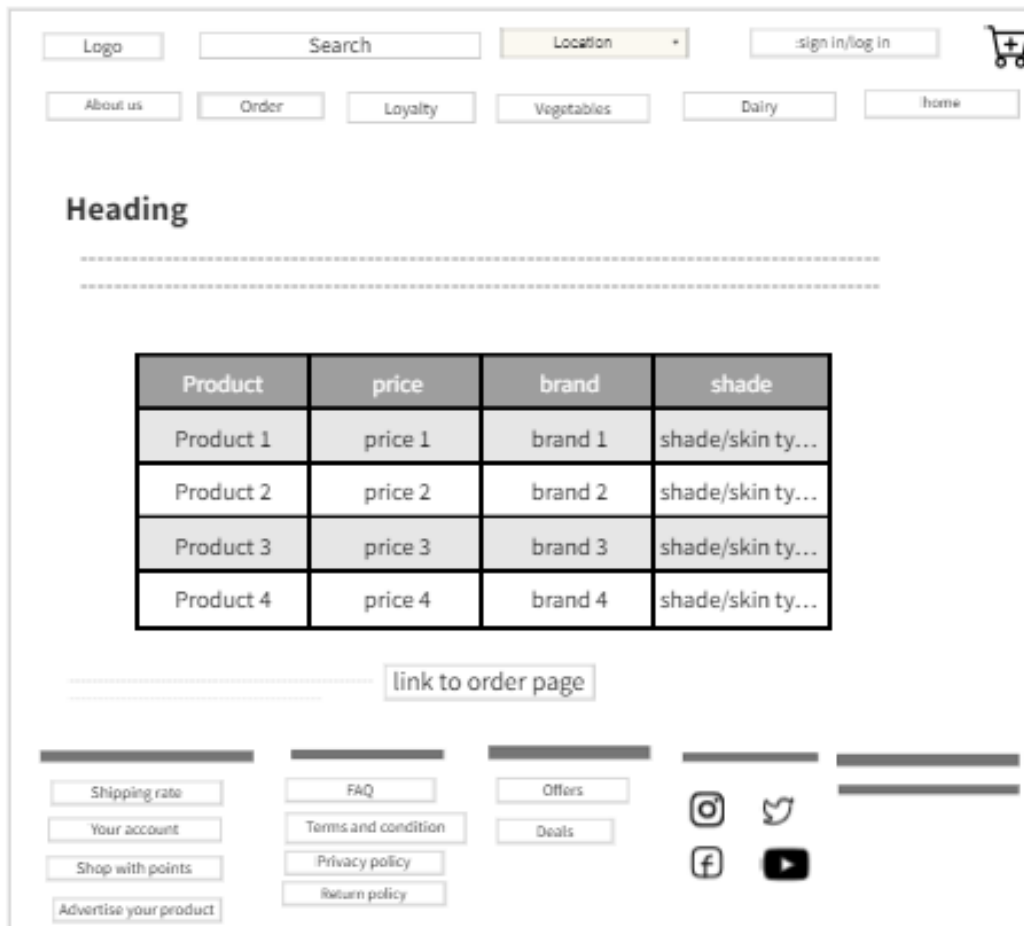 Logo Search Location sign in/log in
About us Order Loyalty Vegetables Dairy home
Heading
Product price brand shade
Product 1 price 1 brand 1 shade/skin ty...
Product 2 price 2 brand 2 shade/skin ty...
Product 3 price 3 brand 3 shade/skin ty...
Product 4 price 4 brand 4 shade/skin ty...
link to order page
Shipping rate FAQ Offers
Your account Terms and condition Deals
Shop with points Privacy policy
Advertise your product Return policy